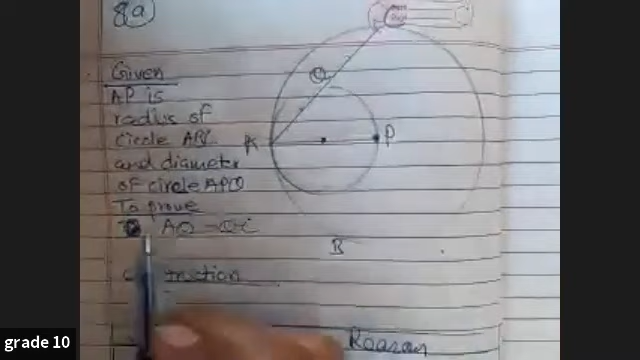 8(a)
C
Q
Given
AP is
radius of
circle ABC
A
P
and diameter
of circle APQ
To prove
AQ = QC
B
Reason
grade 10